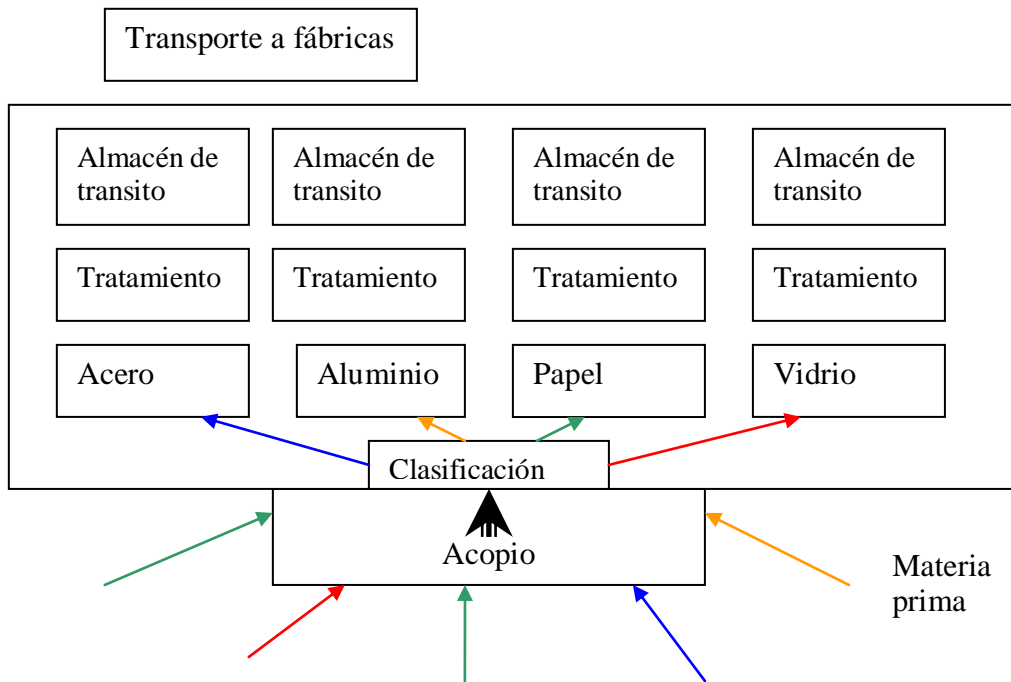 Transporte a fábricas
Almacén de
transito
Almacén de
transito
Almacén de
transito
Almacén de
transito
Tratamiento
Tratamiento
Tratamiento
Tratamiento
Acero
Aluminio
Papel
Vidrio
Clasificación
Acopio
Materia
prima